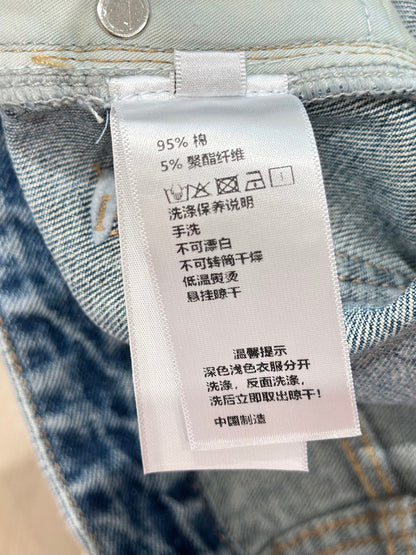 95% 棉
5% 聚酯纤维
洗涤保养说明
手洗
不可漂白
不可转筒干燥
低温熨烫
悬挂晾干
温馨提示
深色浅色衣服分开
洗涤，反面洗涤，
洗后立即取出晾干！
中国制造